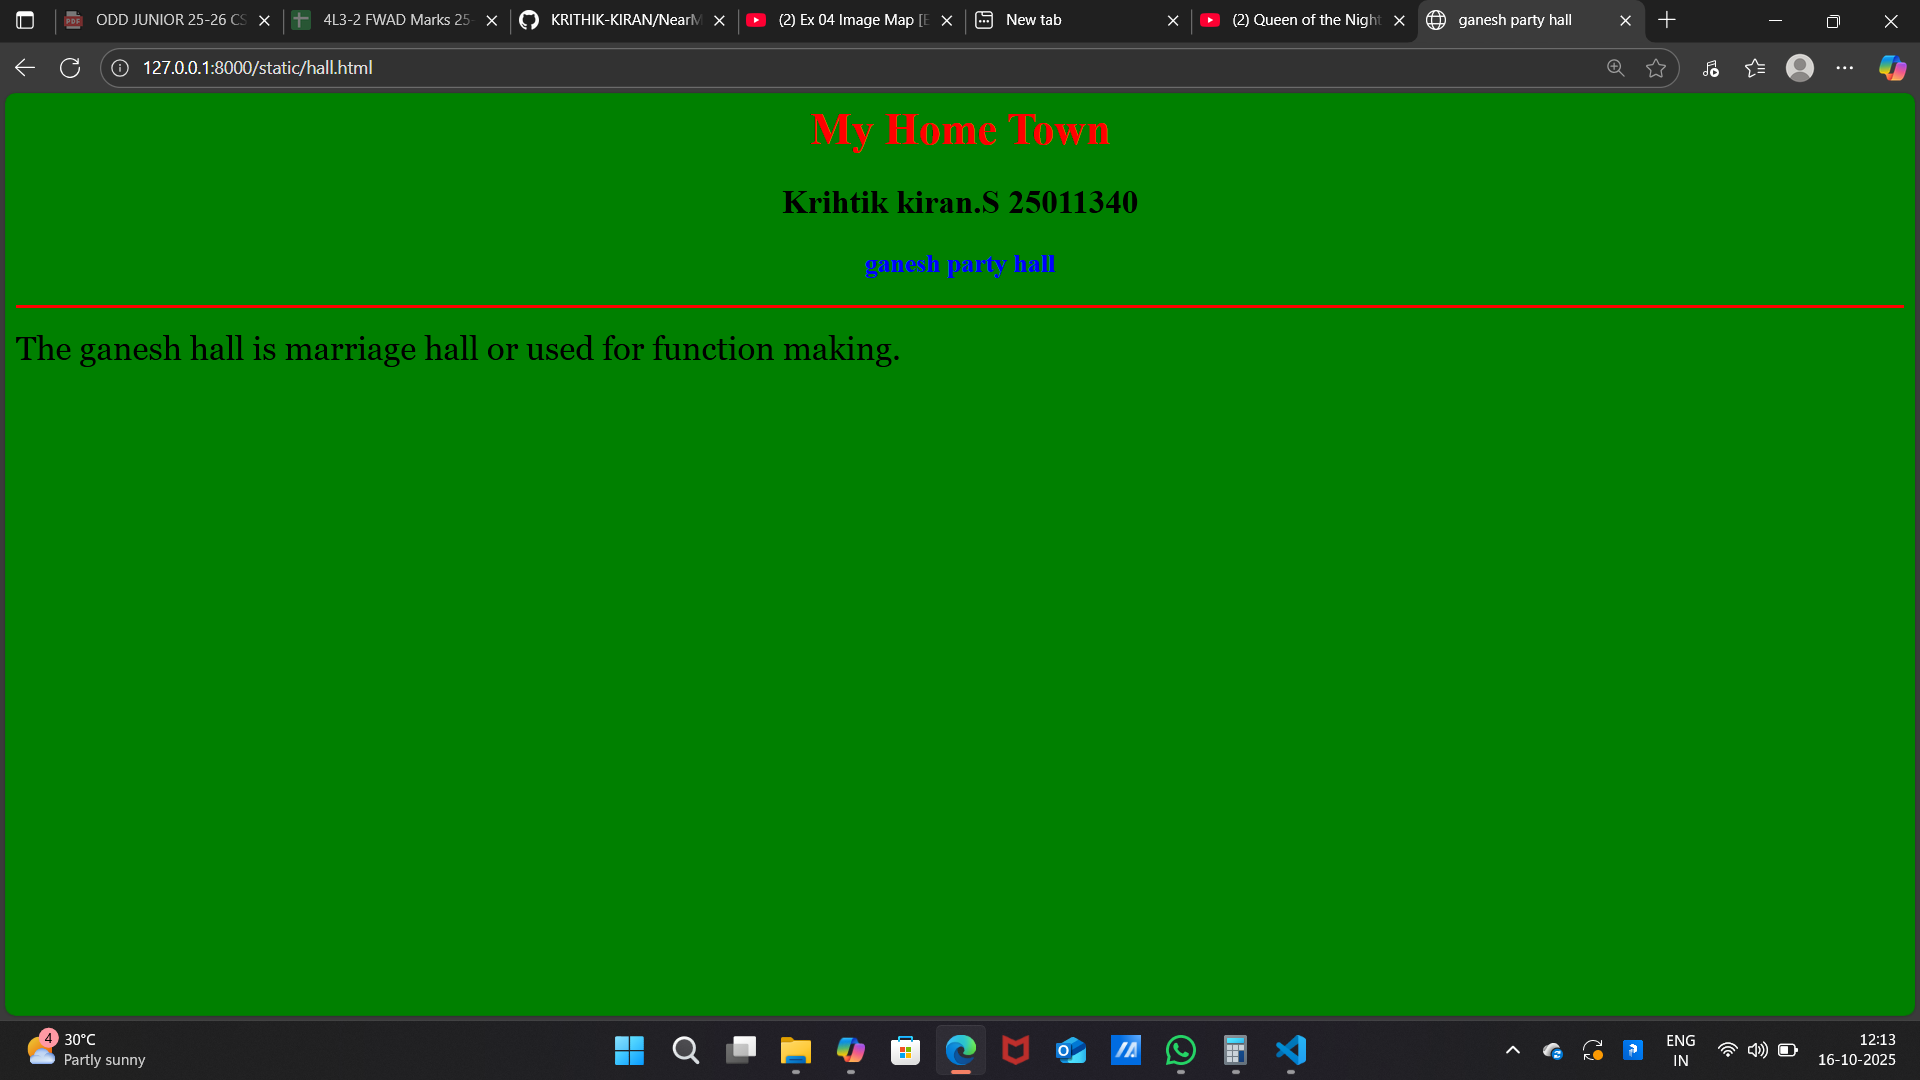 ODD JUNIOR 25-26 CS
4L3-2 FWAD Marks 25-
KRITHIK-KIRAN/NearM
(2) Ex 04 Image Map [E
New tab
(2) Queen of the Night
ganesh party hall
127.0.0.1:8000/static/hall.html
My Home Town
Krihtik kiran.S 25011340
ganesh party hall
The ganesh hall is marriage hall or used for function making.
4
30°C
Partly sunny
ENG
IN
12:13
16-10-2025